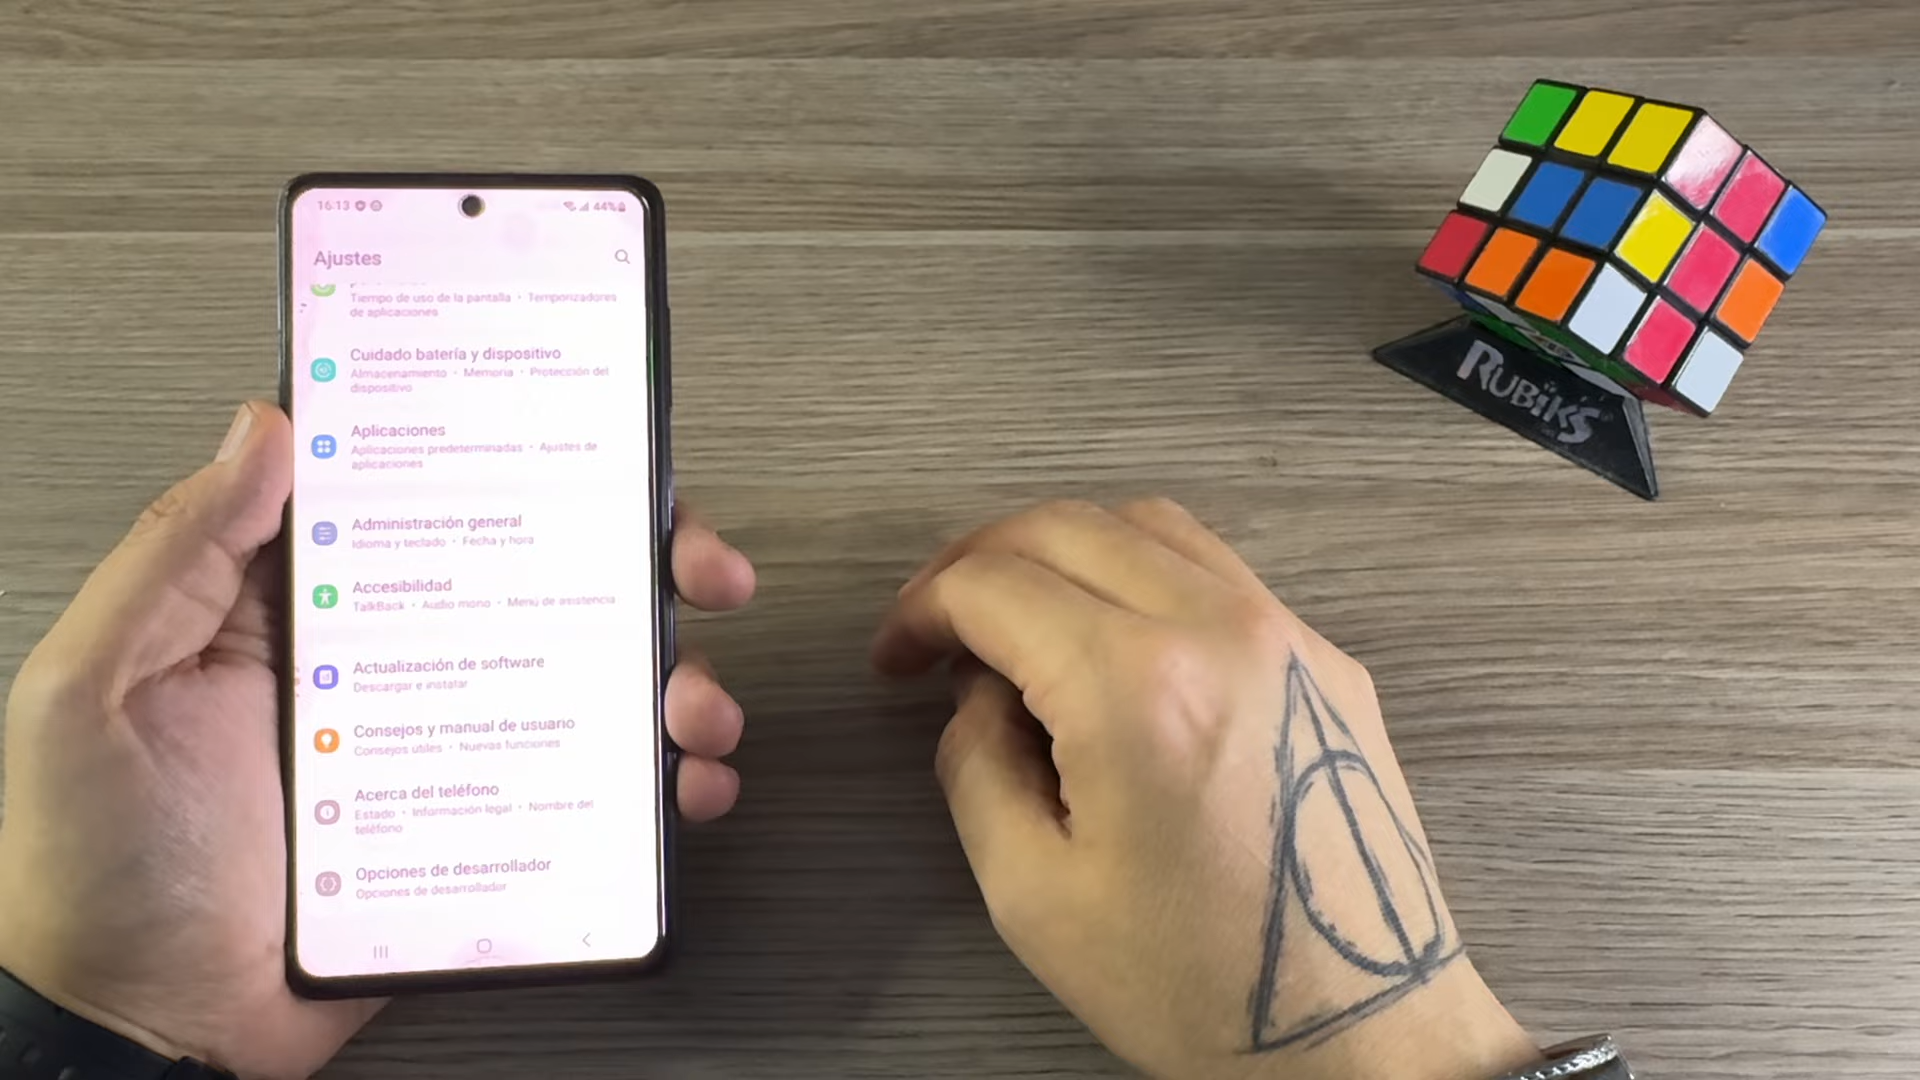 16:13
44%
Ajustes
Tiempo de uso de la pantalla • Temporizadores
de aplicaciones
Cuidado batería y dispositivo
Almacenamiento • Memoria • Protección del
dispositivo
Aplicaciones
Aplicaciones predeterminadas • Ajustes de
aplicaciones
Administración general
Idioma y teclado • Fecha y hora
Accesibilidad
TalkBack • Audio mono • Menú de asistencia
Actualización de software
Descargar e instalar
Consejos y manual de usuario
Consejos útiles • Nuevas funciones
Acerca del teléfono
Estado • Información legal • Nombre del
teléfono
Opciones de desarrollador
Opciones de desarrollador
RUBIK'S